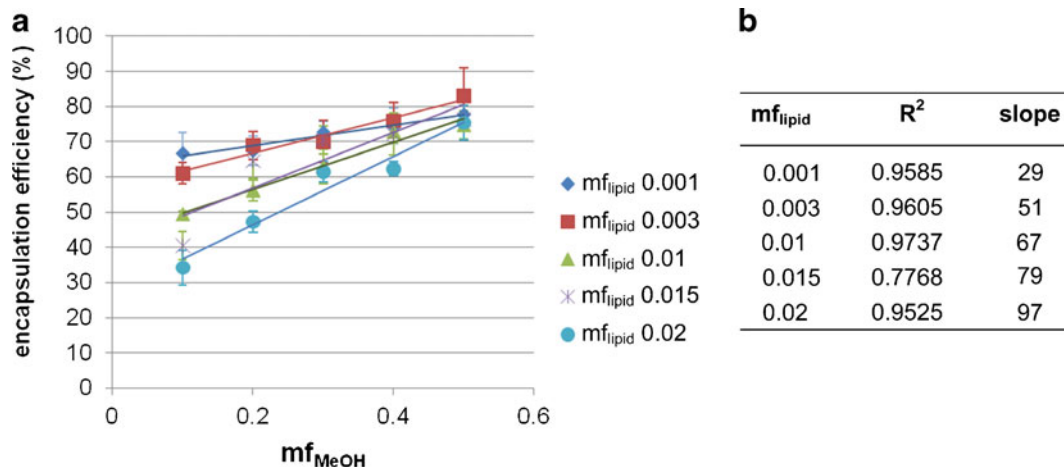 a
encapsulation efficiency (%)
100
90
80
70
60
50
40
30
20
10
0
0 0.2 0.4 0.6
mfMeOH
mflipid 0.001
mflipid 0.003
mflipid 0.01
mflipid 0.015
mflipid 0.02
b
mflipid R² slope
0.001 0.9585 29
0.003 0.9605 51
0.01 0.9737 67
0.015 0.7768 79
0.02 0.9525 97